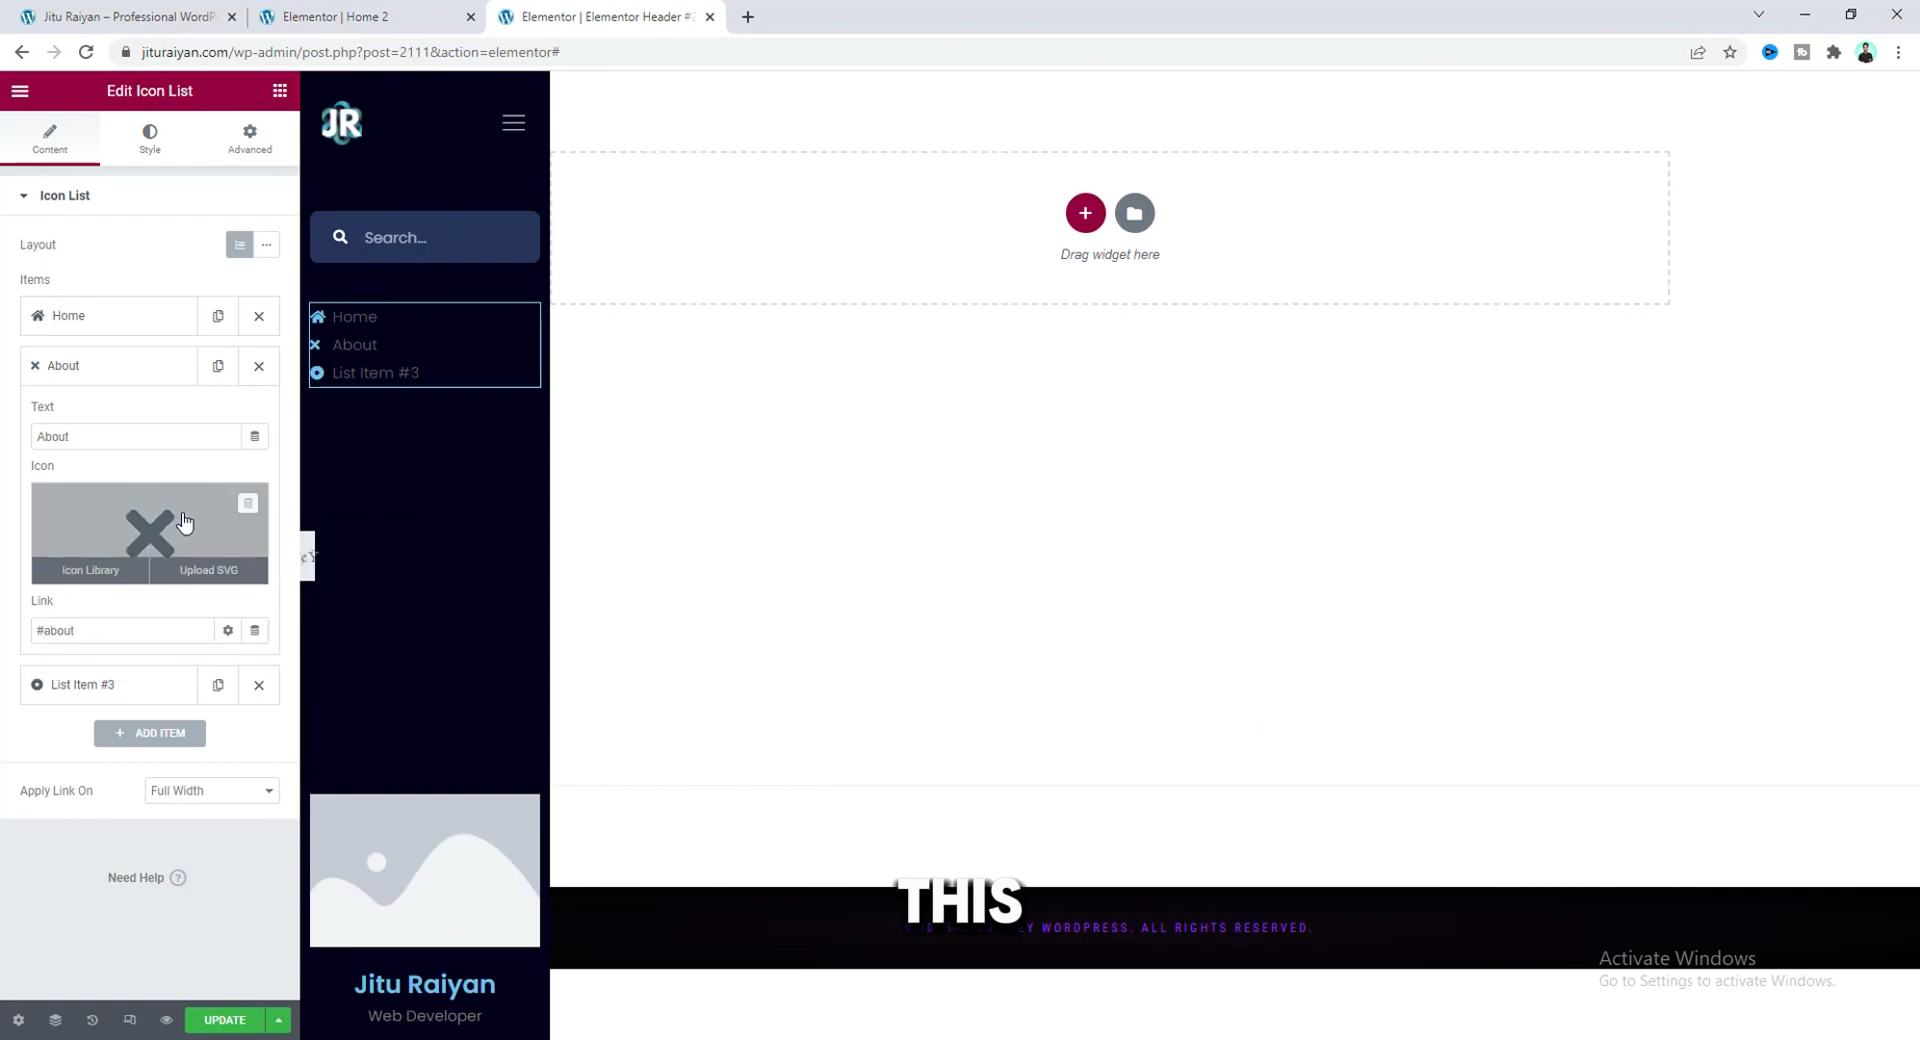 Jitu Raiyan – Professional WordP
Elementor | Home 2
Elementor | Elementor Header #2
jituraiyan.com/wp-admin/post.php?post=2111&action=elementor#
Edit Icon List
Content
Style
Advanced
Icon List
Layout
Items
Home
About
Text
About
Icon
Icon Library
Upload SVG
Link
#about
List Item #3
+ ADD ITEM
Apply Link On
Full Width
Need Help ?
UPDATE
JR
Search...
Home
About
List Item #3
Jitu Raiyan
Web Developer
Drag widget here
THIS
WORDPRESS. ALL RIGHTS RESERVED.
Activate Windows
Go to Settings to activate Windows.